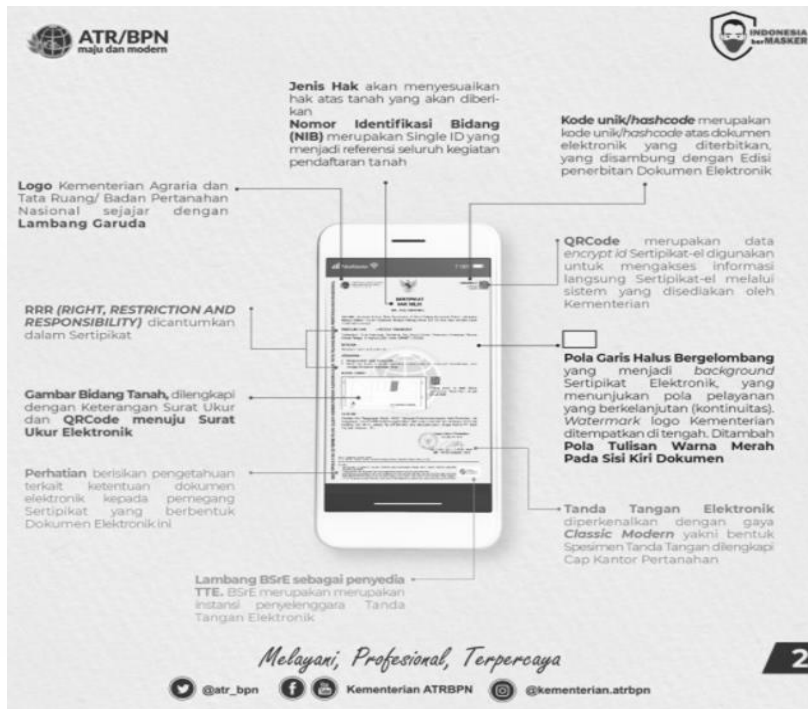 ATR/BPN
maju dan modern
INDONESIA
berMASKER
Jenis Hak akan menyesuaikan
hak atas tanah yang akan diberi-
kan
Nomor Identifikasi Bidang
(NIB) merupakan Single ID yang
menjadi referensi seluruh kegiatan
pendaftaran tanah
Kode unik/hashcode merupakan
kode unik/hashcode atas dokumen
elektronik yang diterbitkan,
yang disambung dengan Edisi
penerbitan Dokumen Elektronik
Logo Kementerian Agraria dan
Tata Ruang/ Badan Pertanahan
Nasional sejajar dengan
Lambang Garuda
QRCode merupakan data
encrypt id Sertipikat-el digunakan
untuk mengakses informasi
langsung Sertipikat-el melalui
sistem yang disediakan oleh
Kementerian
RRR (RIGHT, RESTRICTION AND
RESPONSIBILITY) dicantumkan
dalam Sertipikat
SERTIPIKAT
HAK MILIK
Pola Garis Halus Bergelombang
yang menjadi background
Sertipikat Elektronik, yang
menunjukan pola pelayanan
yang berkelanjutan (kontinuitas).
Watermark logo Kementerian
ditempatkan di tengah. Ditambah
Pola Tulisan Warna Merah
Pada Sisi Kiri Dokumen
Gambar Bidang Tanah, dilengkapi
dengan Keterangan Surat Ukur
dan QRCode menuju Surat
Ukur Elektronik
Perhatian berisikan pengetahuan
terkait ketentuan dokumen
elektronik kepada pemegang
Sertipikat yang berbentuk
Dokumen Elektronik ini
Tanda Tangan Elektronik
diperkenalkan dengan gaya
Classic Modern yakni bentuk
Spesimen Tanda Tangan dilengkapi
Cap Kantor Pertanahan
Lambang BSrE sebagai penyedia
TTE. BSrE merupakan merupakan
instansi penyelenggara Tanda
Tangan Elektronik
Melayani, Profesional, Terpercaya
2
@atr_bpn
Kementerian ATRBPN
@kementerian.atrbpn